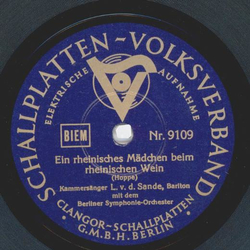 SCHALLPLATTEN-VOLKSVERBAND
ELEKTRISCHE AUFNAHME
BIEM
Nr. 9109
Ein rheinisches Mädchen beim
rheinischen Wein
(Hoppe)
Kammersänger L. v. d. Sande, Bariton
mit dem
Berliner Symphonie-Orchester
CLANGOR-SCHALLPLATTEN
G.M.B.H. BERLIN